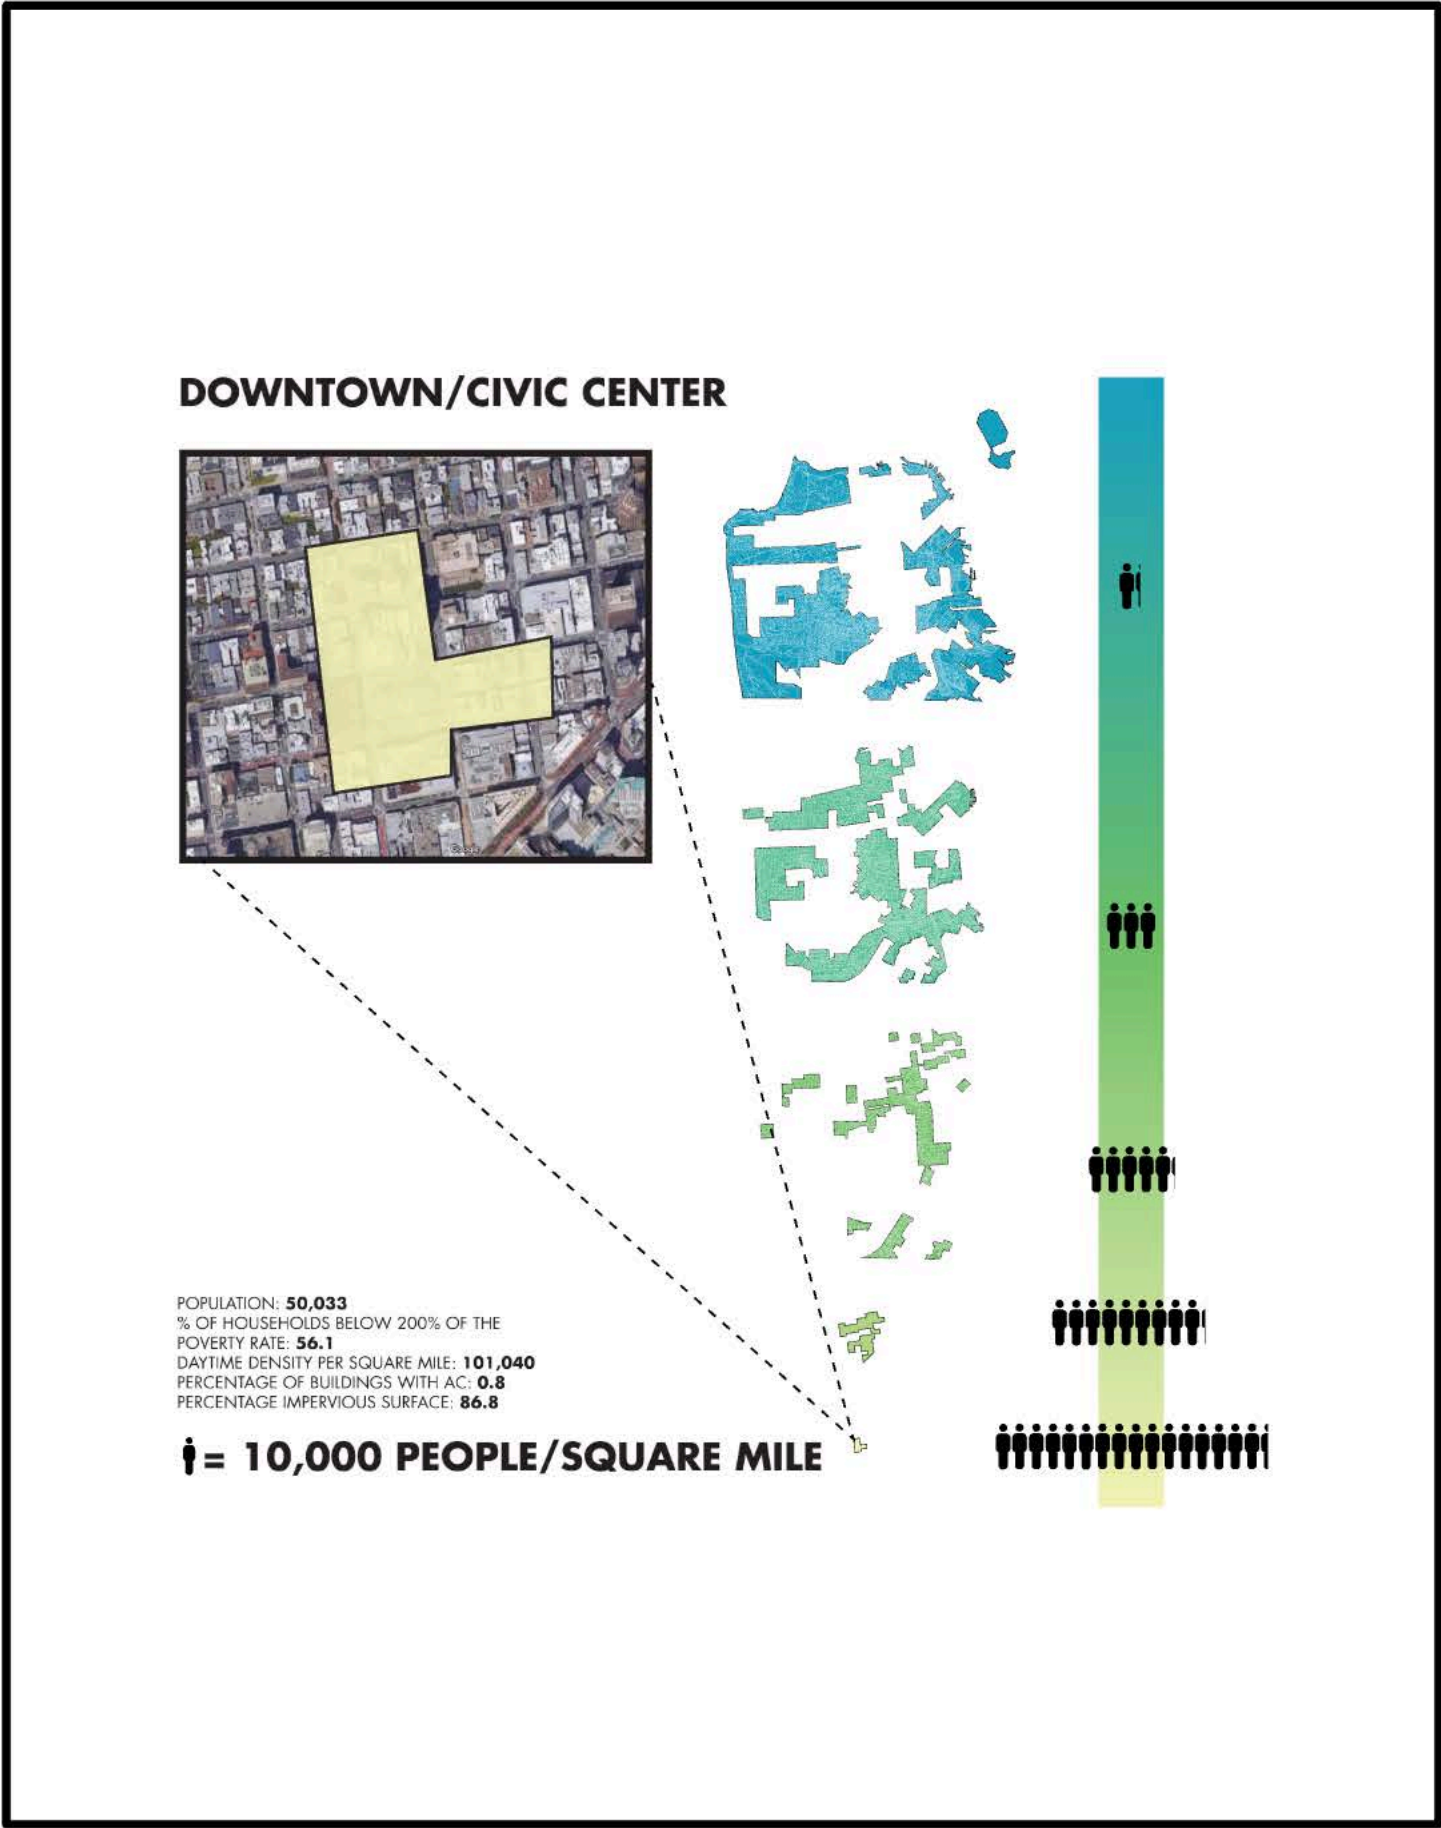 DOWNTOWN/CIVIC CENTER
Google
POPULATION: 50,033
% OF HOUSEHOLDS BELOW 200% OF THE
POVERTY RATE: 56.1
DAYTIME DENSITY PER SQUARE MILE: 101,040
PERCENTAGE OF BUILDINGS WITH AC: 0.8
PERCENTAGE IMPERVIOUS SURFACE: 86.8
= 10,000 PEOPLE/SQUARE MILE